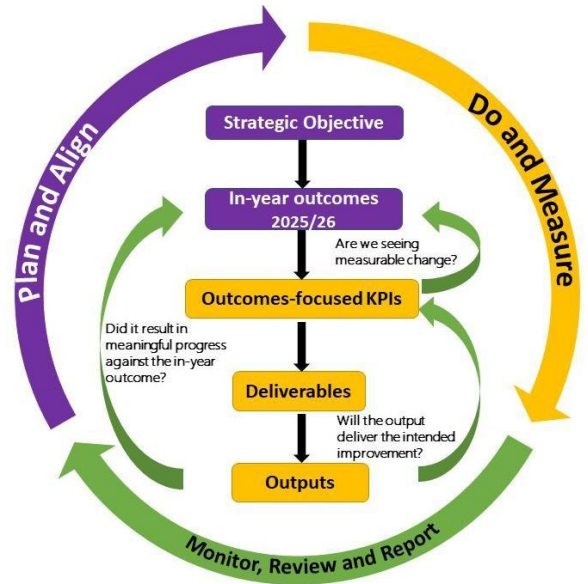 Plan and Align
Do and Measure
Strategic Objective
In-year outcomes
2025/26
Are we seeing
measurable change?
Outcomes-focused KPIs
Did it result in
meaningful progress
against the in-year
outcome?
Deliverables
Will the output
deliver the intended
improvement?
Outputs
Monitor, Review and Report